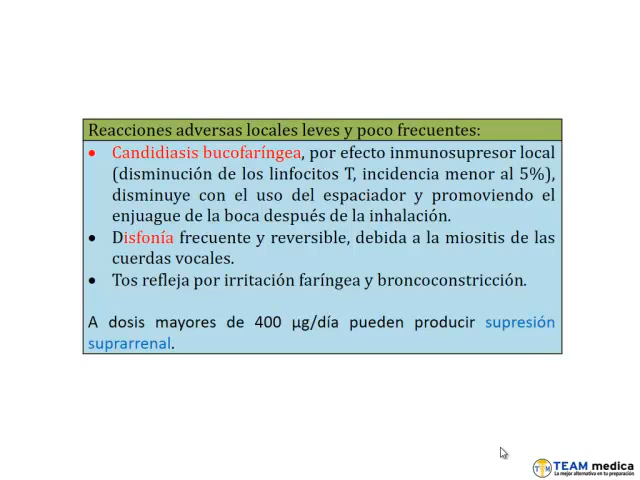 Reacciones adversas locales leves y poco frecuentes:
• Candidiasis bucofaríngea, por efecto inmunosupresor local
(disminución de los linfocitos T, incidencia menor al 5%),
disminuye con el uso del espaciador y promoviendo el
enjuague de la boca después de la inhalación.
• Disfonía frecuente y reversible, debida a la miositis de las
cuerdas vocales.
• Tos refleja por irritación faríngea y broncoconstricción.
A dosis mayores de 400 µg/día pueden producir supresión
suprarrenal.
TM TEAM medica
La mejor alternativa en tu preparación